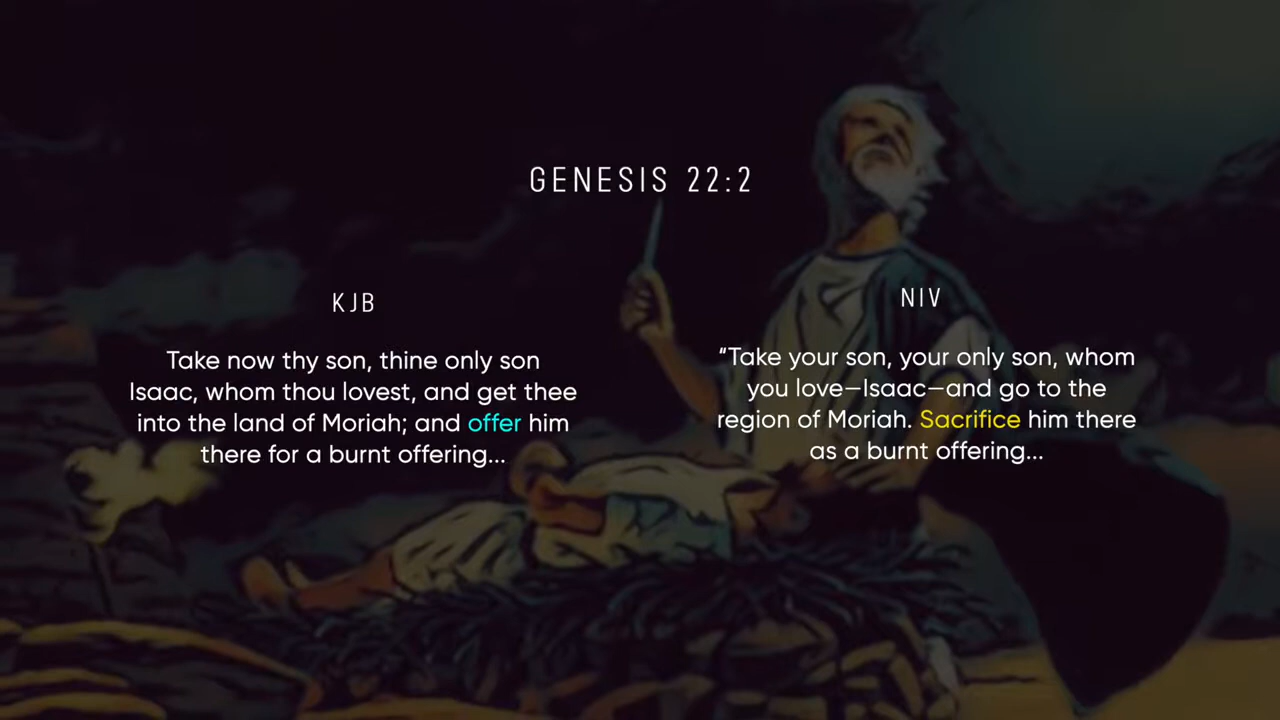 GENESIS 22:2
KJB
Take now thy son, thine only son
Isaac, whom thou lovest, and get thee
into the land of Moriah; and offer him
there for a burnt offering...
NIV
“Take your son, your only son, whom
you love—Isaac—and go to the
region of Moriah. Sacrifice him there
as a burnt offering...